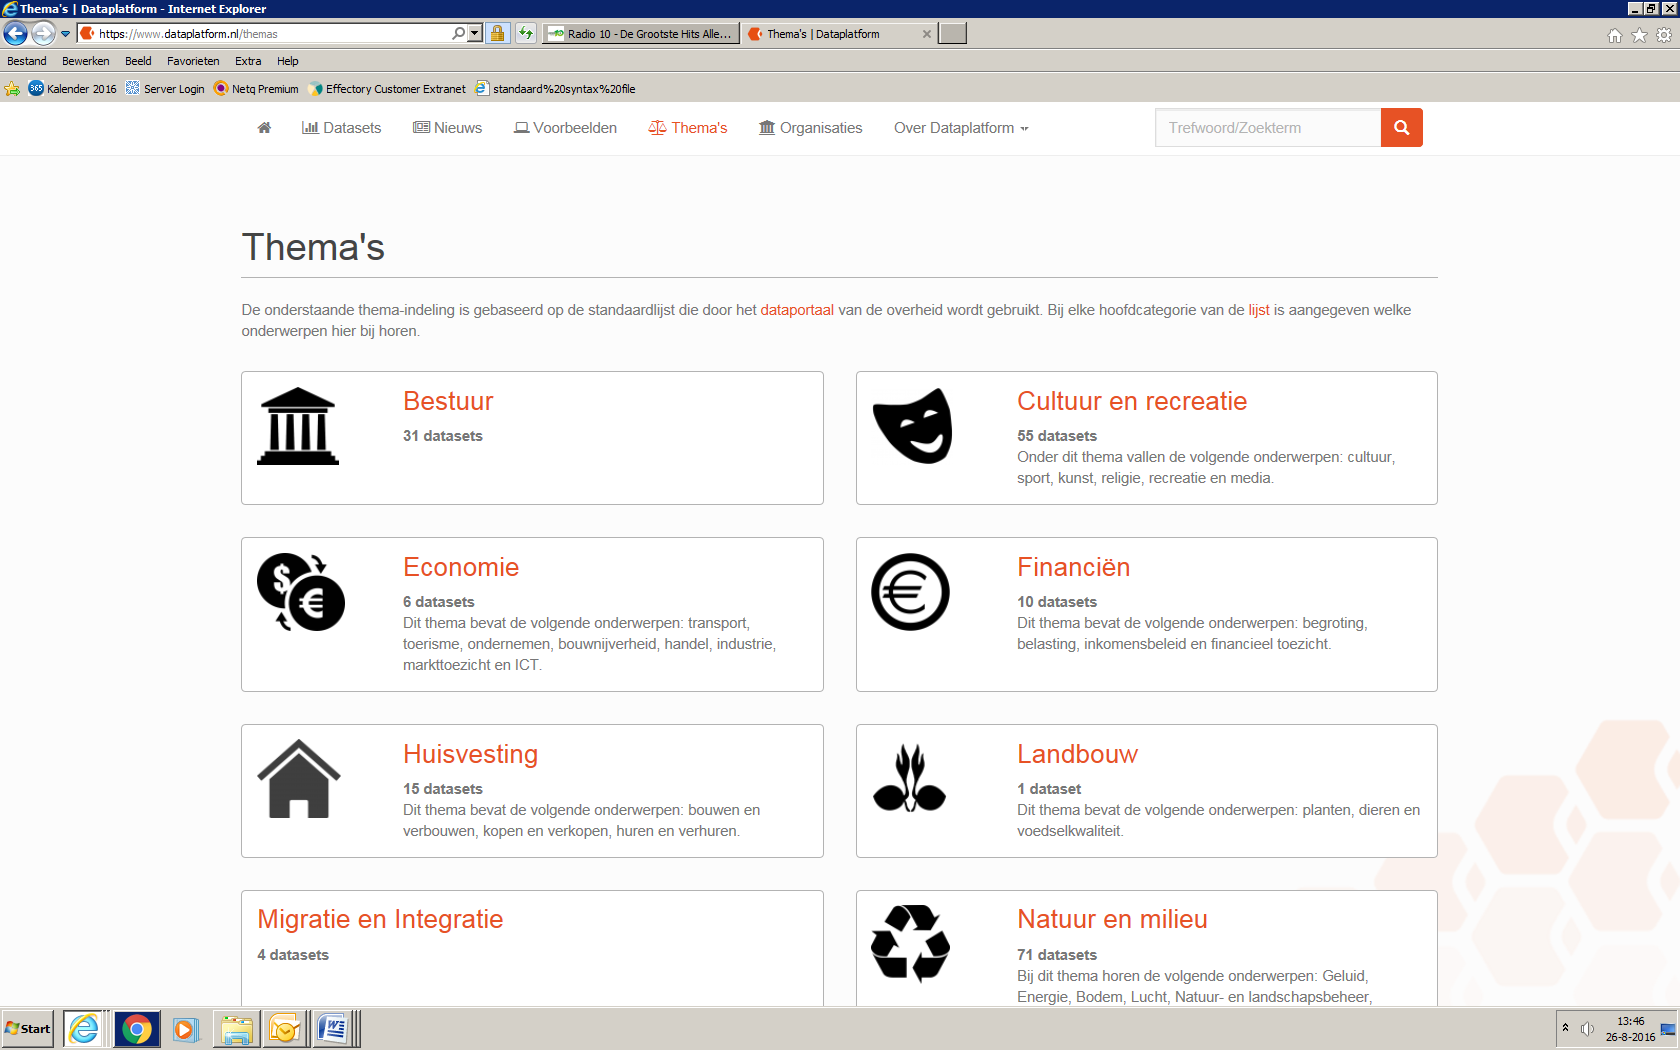 Thema's | Dataplatform - Internet Explorer
https://www.dataplatform.nl/themas
Radio 10 - De Grootste Hits Alle...
Thema's | Dataplatform
Bestand Bewerken Beeld Favorieten Extra Help
365 Kalender 2016 Server Login Netq Premium Effectory Customer Extranet standaard%20syntax%20file
Datasets Nieuws Voorbeelden Thema's Organisaties Over Dataplatform
Trefwoord/Zoekterm
Thema's
De onderstaande thema-indeling is gebaseerd op de standaardlijst die door het dataportaal van de overheid wordt gebruikt. Bij elke hoofdcategorie van de lijst is aangegeven welke
onderwerpen hier bij horen.
Bestuur
31 datasets
Cultuur en recreatie
55 datasets
Onder dit thema vallen de volgende onderwerpen: cultuur,
sport, kunst, religie, recreatie en media.
$
€
Economie
6 datasets
Dit thema bevat de volgende onderwerpen: transport,
toerisme, ondernemen, bouwnijverheid, handel, industrie,
markttoezicht en ICT.
€
Financiën
10 datasets
Dit thema bevat de volgende onderwerpen: begroting,
belasting, inkomensbeleid en financieel toezicht.
Huisvesting
15 datasets
Dit thema bevat de volgende onderwerpen: bouwen en
verbouwen, kopen en verkopen, huren en verhuren.
Landbouw
1 dataset
Dit thema bevat de volgende onderwerpen: planten, dieren en
voedselkwaliteit.
Migratie en Integratie
4 datasets
Natuur en milieu
71 datasets
Bij dit thema horen de volgende onderwerpen: Geluid,
Energie, Bodem, Lucht, Natuur- en landschapsbeheer,
Start
13:46
26-8-2016